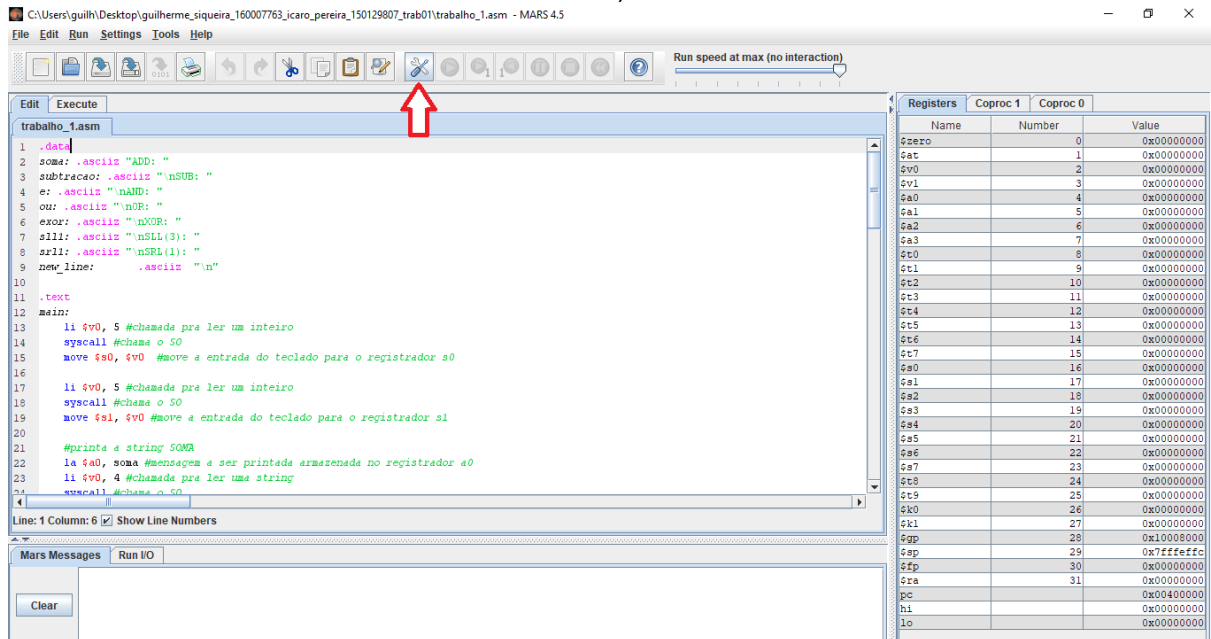 C:\Users\guilh\Desktop\guilherme_siqueira_160007763_icaro_pereira_150129807_trab01\trabalho_1.asm - MARS 4.5
File Edit Run Settings Tools Help
Run speed at max (no interaction)
Edit Execute
trabalho_1.asm
1 .data
2 soma: .asciiz "ADD: "
3 subtracao: .asciiz "\nSUB: "
4 e: .asciiz "\nAND: "
5 ou: .asciiz "\nOR: "
6 exor: .asciiz "\nXOR: "
7 sll1: .asciiz "\nSLL(3): "
8 srl1: .asciiz "\nSRL(1): "
9 new_line: .asciiz "\n"
10
11 .text
12 main:
13 li $v0, 5 #chamada pra ler um inteiro
14 syscall #chama o SO
15 move $s0, $v0 #move a entrada do teclado para o registrador s0
16
17 li $v0, 5 #chamada pra ler um inteiro
18 syscall #chama o SO
19 move $s1, $v0 #move a entrada do teclado para o registrador s1
20
21 #printa a string SOMA
22 la $a0, soma #mensagem a ser printada armazenada no registrador a0
23 li $v0, 4 #chamada pra ler uma string
24 syscall #chama o SO
Line: 1 Column: 6 Show Line Numbers
Mars Messages Run I/O
Clear
Registers Coproc 1 Coproc 0
Name Number Value
$zero 0 0x00000000
$at 1 0x00000000
$v0 2 0x00000000
$v1 3 0x00000000
$a0 4 0x00000000
$a1 5 0x00000000
$a2 6 0x00000000
$a3 7 0x00000000
$t0 8 0x00000000
$t1 9 0x00000000
$t2 10 0x00000000
$t3 11 0x00000000
$t4 12 0x00000000
$t5 13 0x00000000
$t6 14 0x00000000
$t7 15 0x00000000
$s0 16 0x00000000
$s1 17 0x00000000
$s2 18 0x00000000
$s3 19 0x00000000
$s4 20 0x00000000
$s5 21 0x00000000
$s6 22 0x00000000
$s7 23 0x00000000
$t8 24 0x00000000
$t9 25 0x00000000
$k0 26 0x00000000
$k1 27 0x00000000
$gp 28 0x10008000
$sp 29 0x7fffeffc
$fp 30 0x00000000
$ra 31 0x00000000
pc 0x00400000
hi 0x00000000
lo 0x00000000